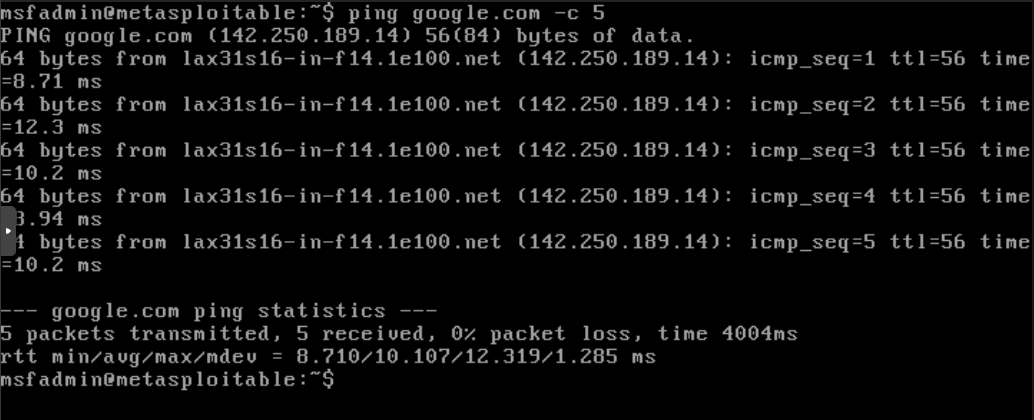 msfadmin@metasploitable:~$ ping google.com -c 5
PING google.com (142.250.189.14) 56(84) bytes of data.
64 bytes from lax31s16-in-f14.1e100.net (142.250.189.14): icmp_seq=1 ttl=56 time
=8.71 ms
64 bytes from lax31s16-in-f14.1e100.net (142.250.189.14): icmp_seq=2 ttl=56 time
=12.3 ms
64 bytes from lax31s16-in-f14.1e100.net (142.250.189.14): icmp_seq=3 ttl=56 time
=10.2 ms
64 bytes from lax31s16-in-f14.1e100.net (142.250.189.14): icmp_seq=4 ttl=56 time
ms
bytes from lax31s16-in-f14.1e100.net (142.250.189.14): icmp_seq=5 ttl=56 time
=10.2 ms

--- google.com ping statistics ---
5 packets transmitted, 5 received, 0% packet loss, time 4004ms
rtt min/avg/max/mdev = 8.710/10.107/12.319/1.285 ms
msfadmin@metasploitable:~$